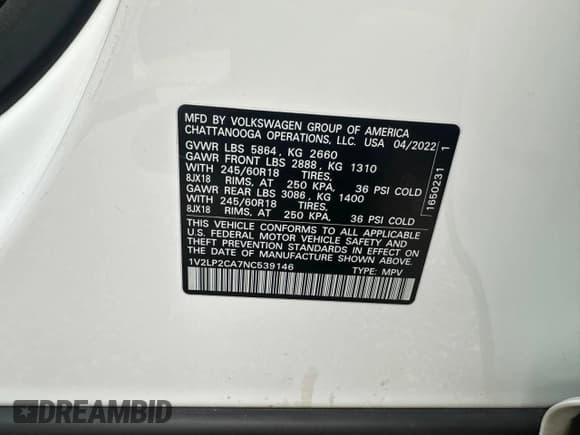 MFD BY VOLKSWAGEN GROUP OF AMERICA
CHATTANOOGA OPERATIONS, LLC. USA 04/2022
GVWR LBS 5864, KG 2660
GAWR FRONT LBS 2888, KG 1310
WITH 245/60R18 TIRES,
8JX18 RIMS, AT 250 KPA, 36 PSI COLD
GAWR REAR LBS 3086, KG 1400
WITH 245/60R18 TIRES,
8JX18 RIMS, AT 250 KPA, 36 PSI COLD
THIS VEHICLE CONFORMS TO ALL APPLICABLE
U.S. FEDERAL MOTOR VEHICLE SAFETY AND
THEFT PREVENTION STANDARDS IN EFFECT ON
THE DATE OF MANUFACTURE SHOWN ABOVE.
1V2LP2CA7NC539146 TYPE: MPV
1650231 1
DREAMBID